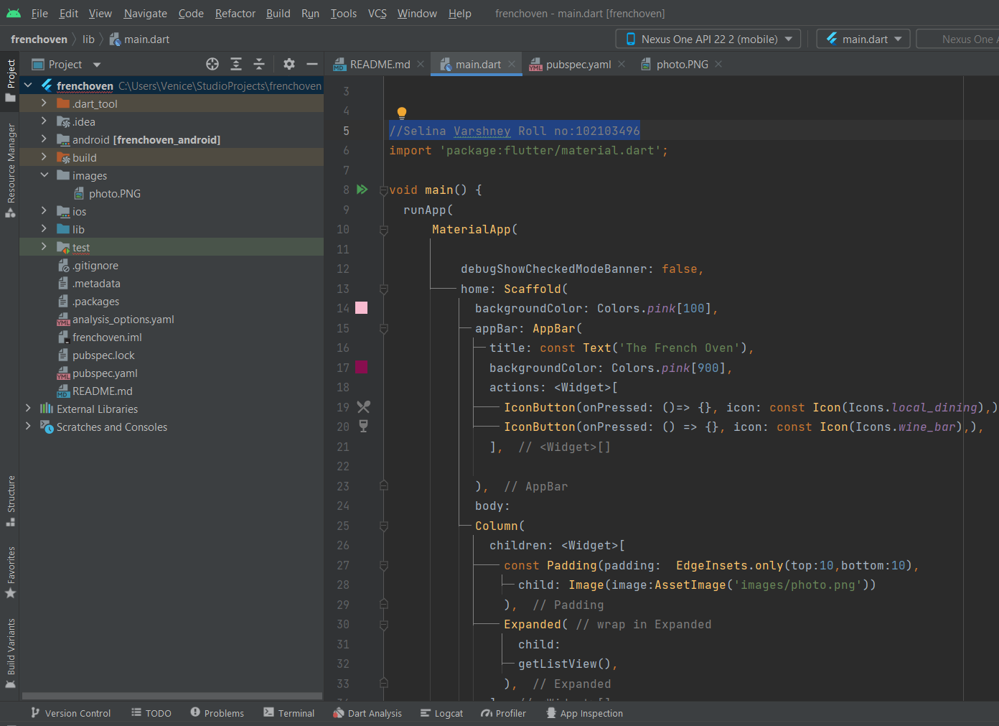 File Edit View Navigate Code Refactor Build Run Tools VCS Window Help frenchoven - main.dart [frenchoven]
frenchoven lib main.dart Nexus One API 22 2 (mobile) main.dart Nexus One
Project README.md main.dart pubspec.yaml photo.PNG
Project
Resource Manager
Structure
Favorites
Build Variants
frenchoven C:\Users\Venice\StudioProjects\frenchoven
.dart_tool
.idea
android [frenchoven_android]
build
images
photo.PNG
ios
lib
test
.gitignore
.metadata
.packages
analysis_options.yaml
frenchoven.iml
pubspec.lock
pubspec.yaml
README.md
External Libraries
Scratches and Consoles
3
4
5 //Selina Varshney Roll no:102103496
6 import 'package:flutter/material.dart';
7
8 void main() {
9 runApp(
10 MaterialApp(
11
12 debugShowCheckedModeBanner: false,
13 home: Scaffold(
14 backgroundColor: Colors.pink[100],
15 appBar: AppBar(
16 title: const Text('The French Oven'),
17 backgroundColor: Colors.pink[900],
18 actions: <Widget>[
19 IconButton(onPressed: ()=> {}, icon: const Icon(Icons.local_dining),)
20 IconButton(onPressed: () => {}, icon: const Icon(Icons.wine_bar),),
21 ], // <Widget>[]
22
23 ), // AppBar
24 body:
25 Column(
26 children: <Widget>[
27 const Padding(padding: EdgeInsets.only(top:10,bottom:10),
28 child: Image(image:AssetImage('images/photo.png'))
29 ), // Padding
30 Expanded( // wrap in Expanded
31 child:
32 getListView(),
33 ), // Expanded
Version Control TODO Problems Terminal Dart Analysis Logcat Profiler App Inspection